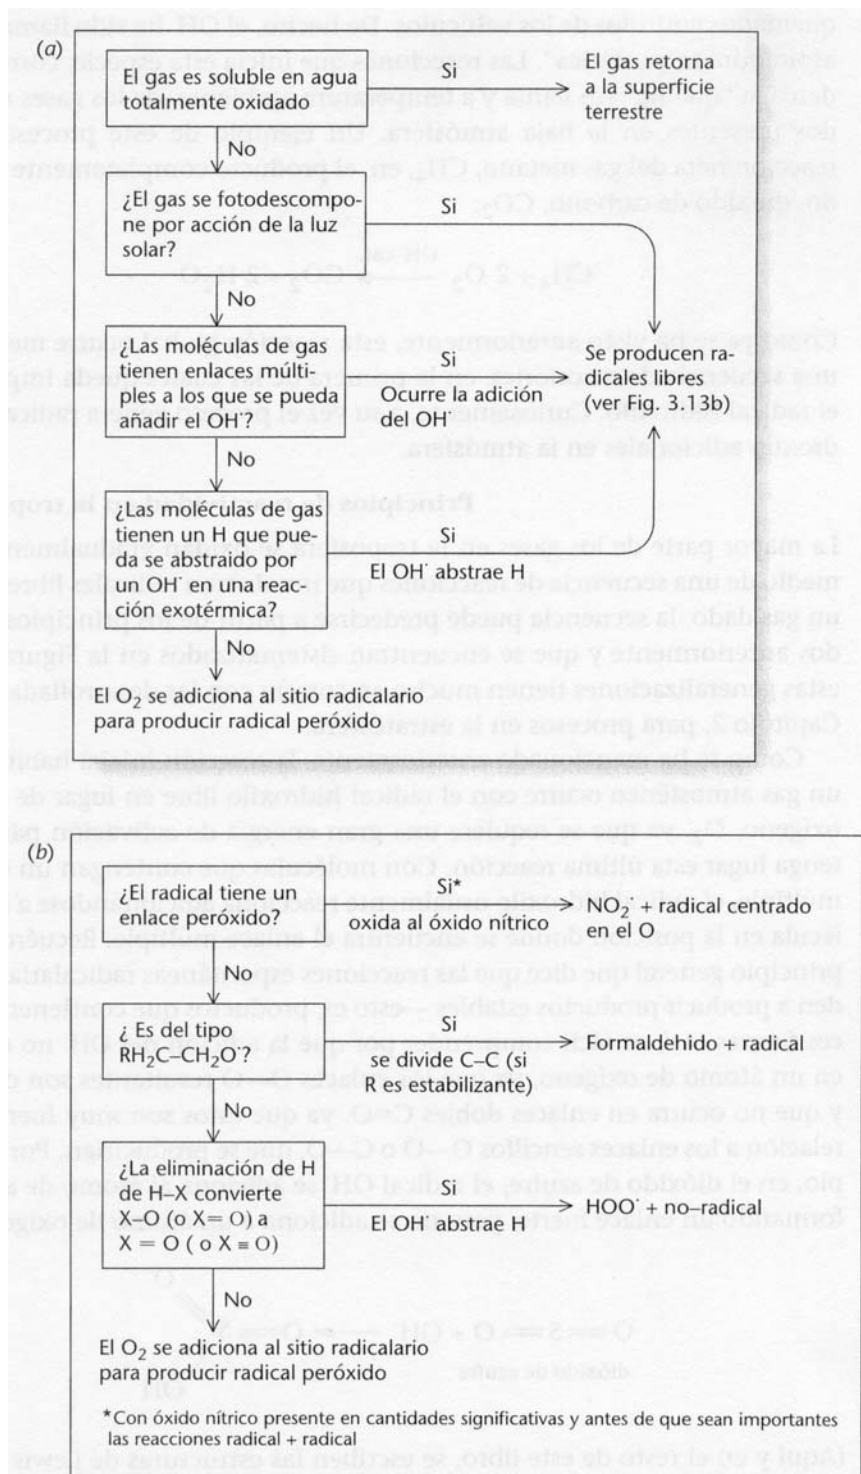 (a)
El gas es soluble en agua
totalmente oxidado
Si
El gas retorna
a la superficie
terrestre
No
¿El gas se fotodescompo-
ne por acción de la luz
solar?
Si
No
¿Las moléculas de gas
tienen enlaces múlti-
ples a los que se pueda
añadir el OH˙?
Si
Ocurre la adición
del OH˙
Se producen ra-
dicales libres
(ver Fig. 3.13b)
No
¿Las moléculas de gas
tienen un H que pue-
da se abstraido por
un OH˙ en una reac-
ción exotérmica?
Si
El OH˙ abstrae H
No
El O₂ se adiciona al sitio radicalario
para producir radical peróxido
(b)
¿El radical tiene un
enlace peróxido?
Si*
oxida al óxido nítrico
NO₂˙ + radical centrado
en el O
No
¿ Es del tipo
RH₂C–CH₂O˙?
Si
se divide C–C (si
R es estabilizante)
Formaldehido + radical
No
¿La eliminación de H
de H–X convierte
X–O (o X= O) a
X = O ( o X ≡ O)
Si
El OH˙ abstrae H
HOO˙ + no–radical
No
El O₂ se adiciona al sitio radicalario
para producir radical peróxido
*Con óxido nítrico presente en cantidades significativas y antes de que sean importantes
las reacciones radical + radical